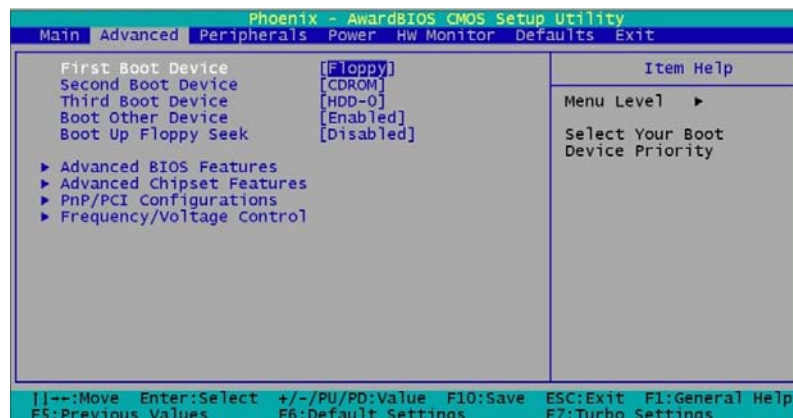 Phoenix - AwardBIOS CMOS Setup Utility
Main Advanced Peripherals Power HW Monitor Defaults Exit
First Boot Device [Floppy]
Second Boot Device [CDROM]
Third Boot Device [HDD-0]
Boot Other Device [Enabled]
Boot Up Floppy Seek [Disabled]
▶ Advanced BIOS Features
▶ Advanced Chipset Features
▶ PnP/PCI Configurations
▶ Frequency/Voltage Control
Item Help
Menu Level ▶
Select Your Boot
Device Priority
↑↓←→:Move Enter:Select +/-/PU/PD:Value F10:Save ESC:Exit F1:General Help
F5:Previous Values F6:Default Settings F7:Turbo Settings